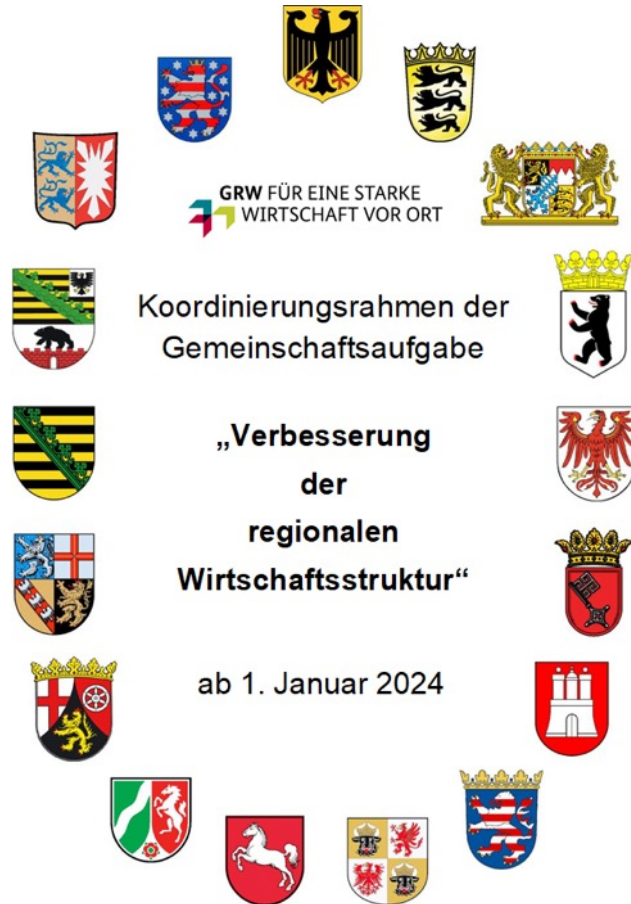 GRW FÜR EINE STARKE
WIRTSCHAFT VOR ORT
Koordinierungsrahmen der
Gemeinschaftsaufgabe
„Verbesserung
der
regionalen
Wirtschaftsstruktur“
ab 1. Januar 2024